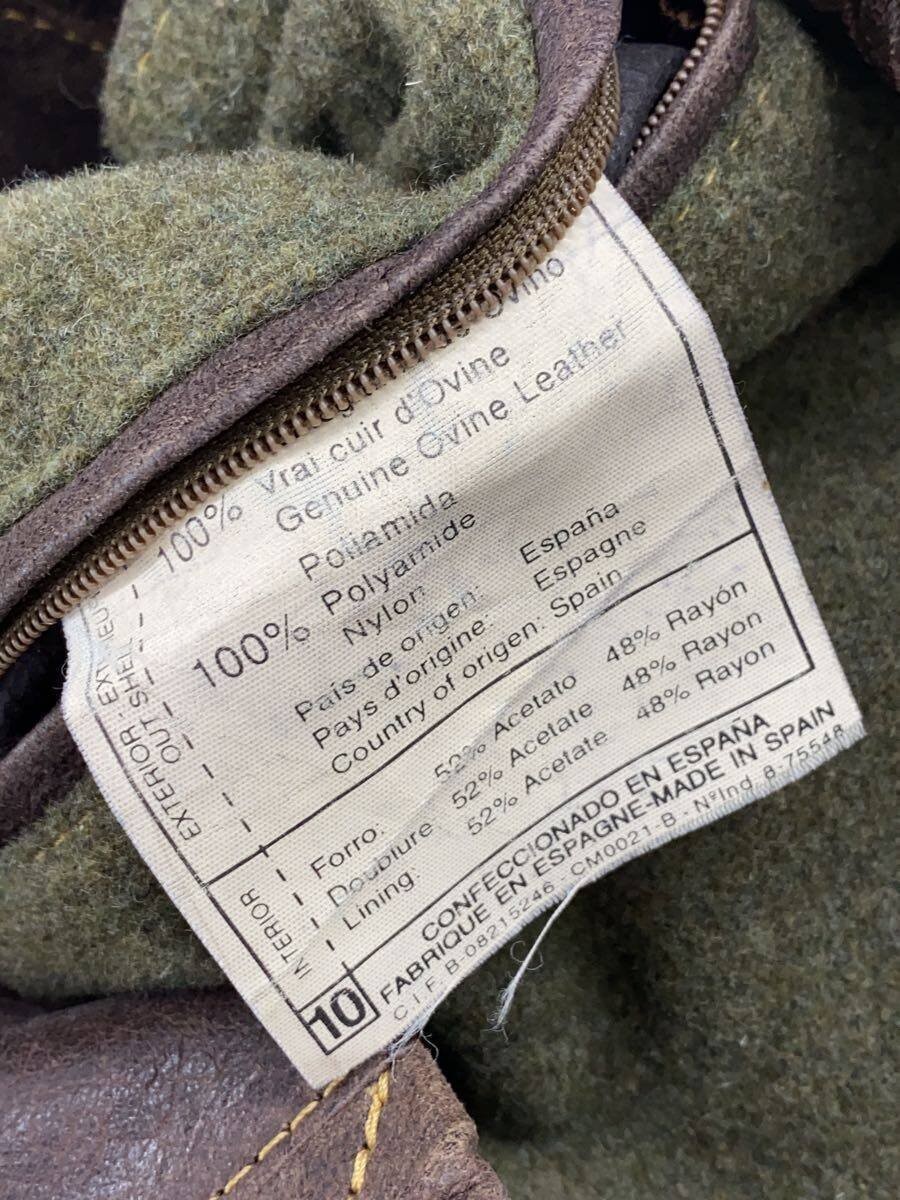 Ovino
100% Vrai cuir d'Ovine
Genuine Ovine Leather
Poliamida
100% Polyamide
Nylon
País de origen: España
Pays d'origine: Espagne
Country of origen: Spain
EXTERIOR - 
OUT SHELL
Forro: 52% Acetato 48% Rayón
Doublure 52% Acetate 48% Rayon
Lining: 52% Acetate 48% Rayon
INTERIOR
10
CONFECCIONADO EN ESPAÑA
FABRIQUE EN ESPAGNE-MADE IN SPAIN
C.I.F. B-08215246 - CM0021-B - NºInd. 8-75548